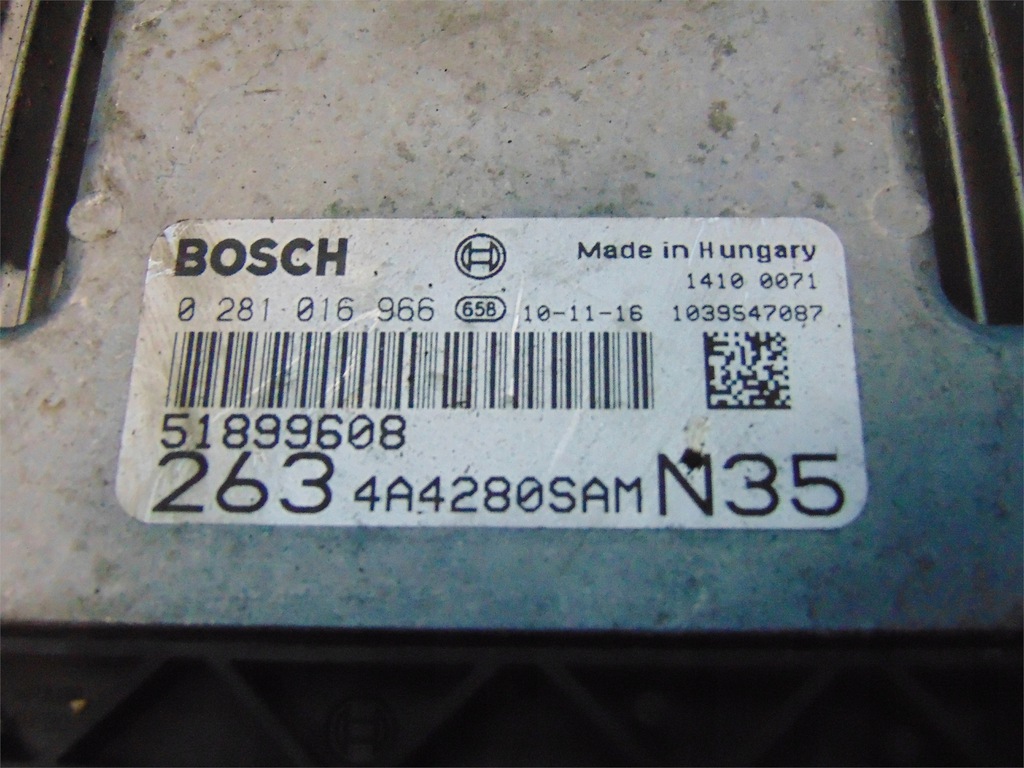 BOSCH Made in Hungary
1410 0071
0 281 016 966 658 10-11-16 1039S47087
51899608
263 4A4280SAM N35